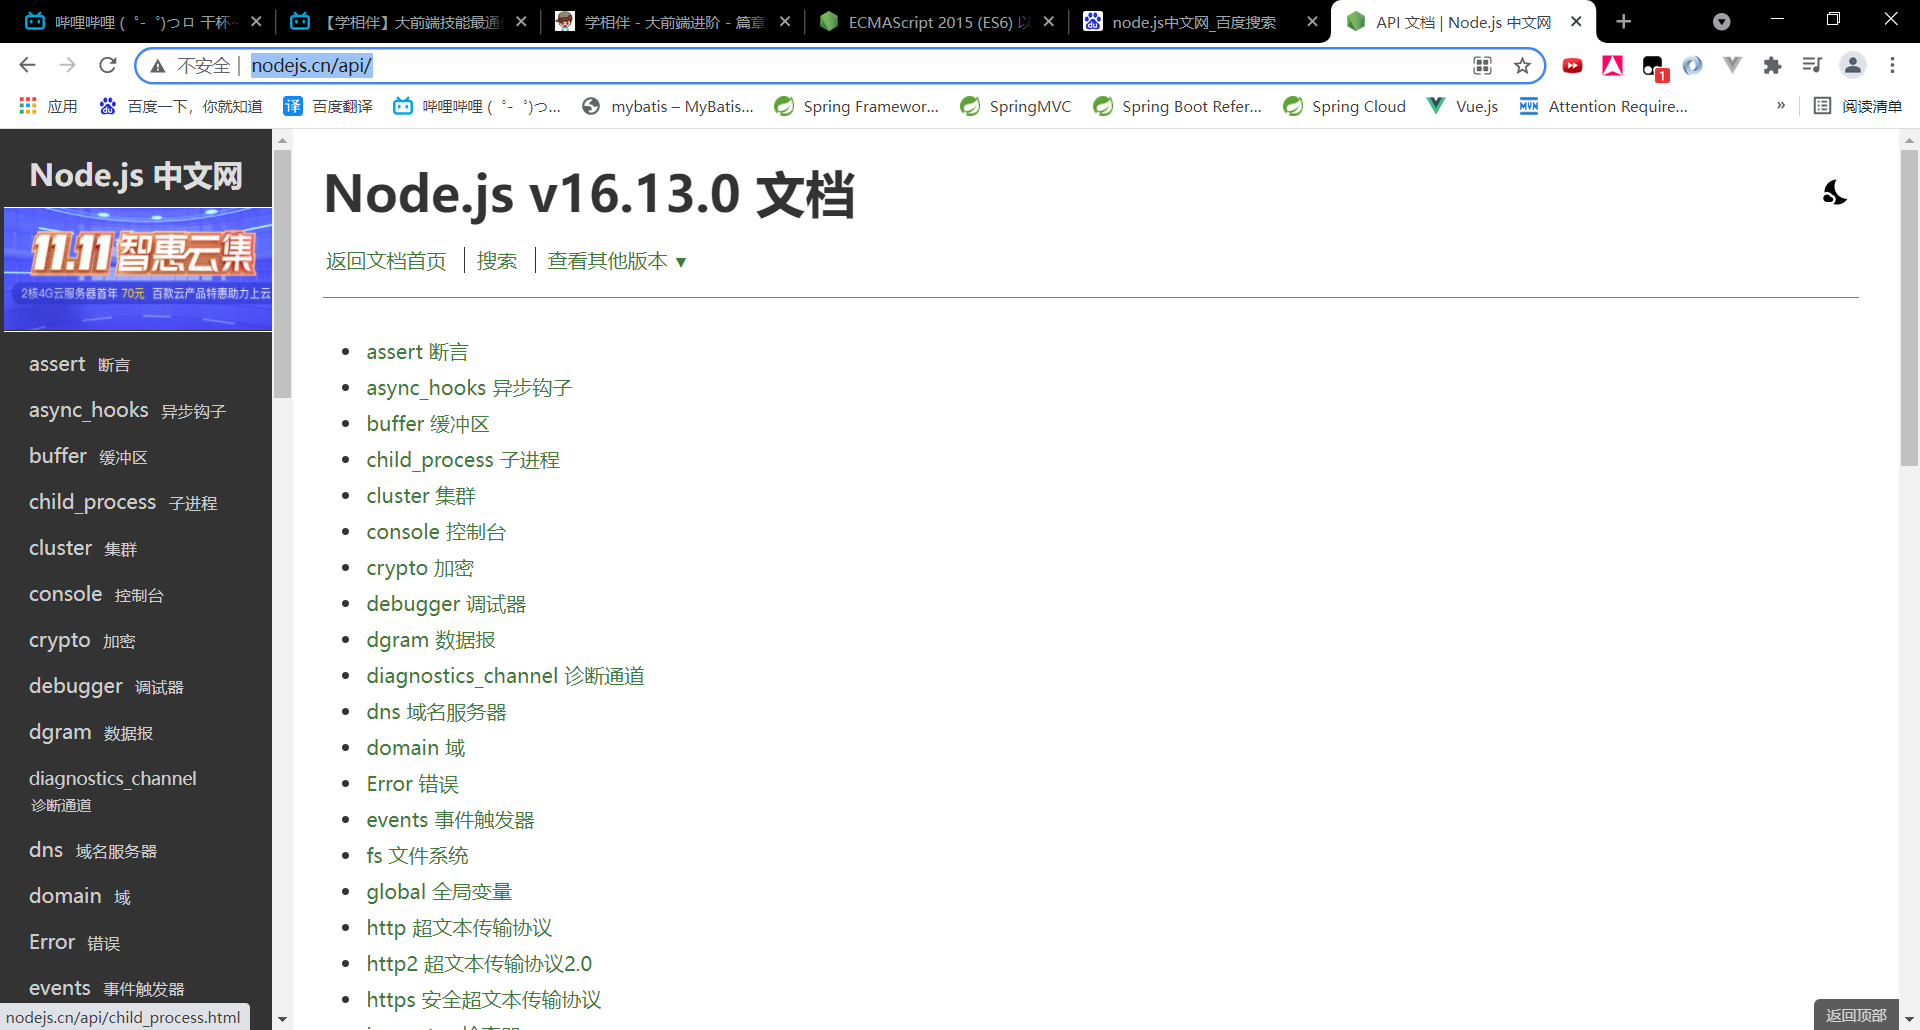 哔哩哔哩 (゜-゜)つロ 干杯~
【学相伴】大前端技能最通
学相伴 - 大前端进阶 - 篇章
ECMAScript 2015 (ES6) 以
node.js中文网_百度搜索
API 文档 | Node.js 中文网
不安全 | nodejs.cn/api/
1
应用
百度一下，你就知道
译 百度翻译
哔哩哔哩 (゜-゜)つ...
mybatis – MyBatis...
Spring Framewor...
SpringMVC
Spring Boot Refer...
Spring Cloud
Vue.js
Attention Require...
»
阅读清单
Node.js 中文网
11.11智惠云集
2核4G云服务器首年 70元 百款云产品特惠助力上云
assert 断言
async_hooks 异步钩子
buffer 缓冲区
child_process 子进程
cluster 集群
console 控制台
crypto 加密
debugger 调试器
dgram 数据报
diagnostics_channel
诊断通道
dns 域名服务器
domain 域
Error 错误
events 事件触发器
nodejs.cn/api/child_process.html
Node.js v16.13.0 文档
返回文档首页 | 搜索 | 查看其他版本 ▼
• assert 断言
• async_hooks 异步钩子
• buffer 缓冲区
• child_process 子进程
• cluster 集群
• console 控制台
• crypto 加密
• debugger 调试器
• dgram 数据报
• diagnostics_channel 诊断通道
• dns 域名服务器
• domain 域
• Error 错误
• events 事件触发器
• fs 文件系统
• global 全局变量
• http 超文本传输协议
• http2 超文本传输协议2.0
• https 安全超文本传输协议
返回顶部